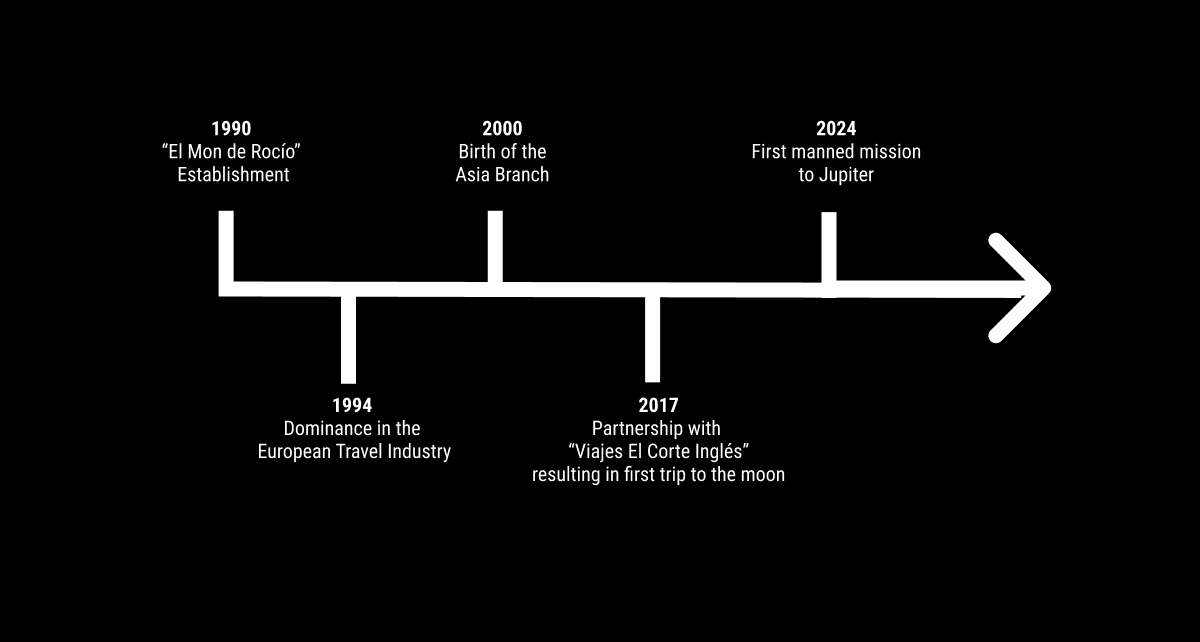 1990
“El Mon de Rocío”
Establishment
2000
Birth of the
Asia Branch
2024
First manned mission
to Jupiter
1994
Dominance in the
European Travel Industry
2017
Partnership with
“Viajes El Corte Inglés”
resulting in first trip to the moon